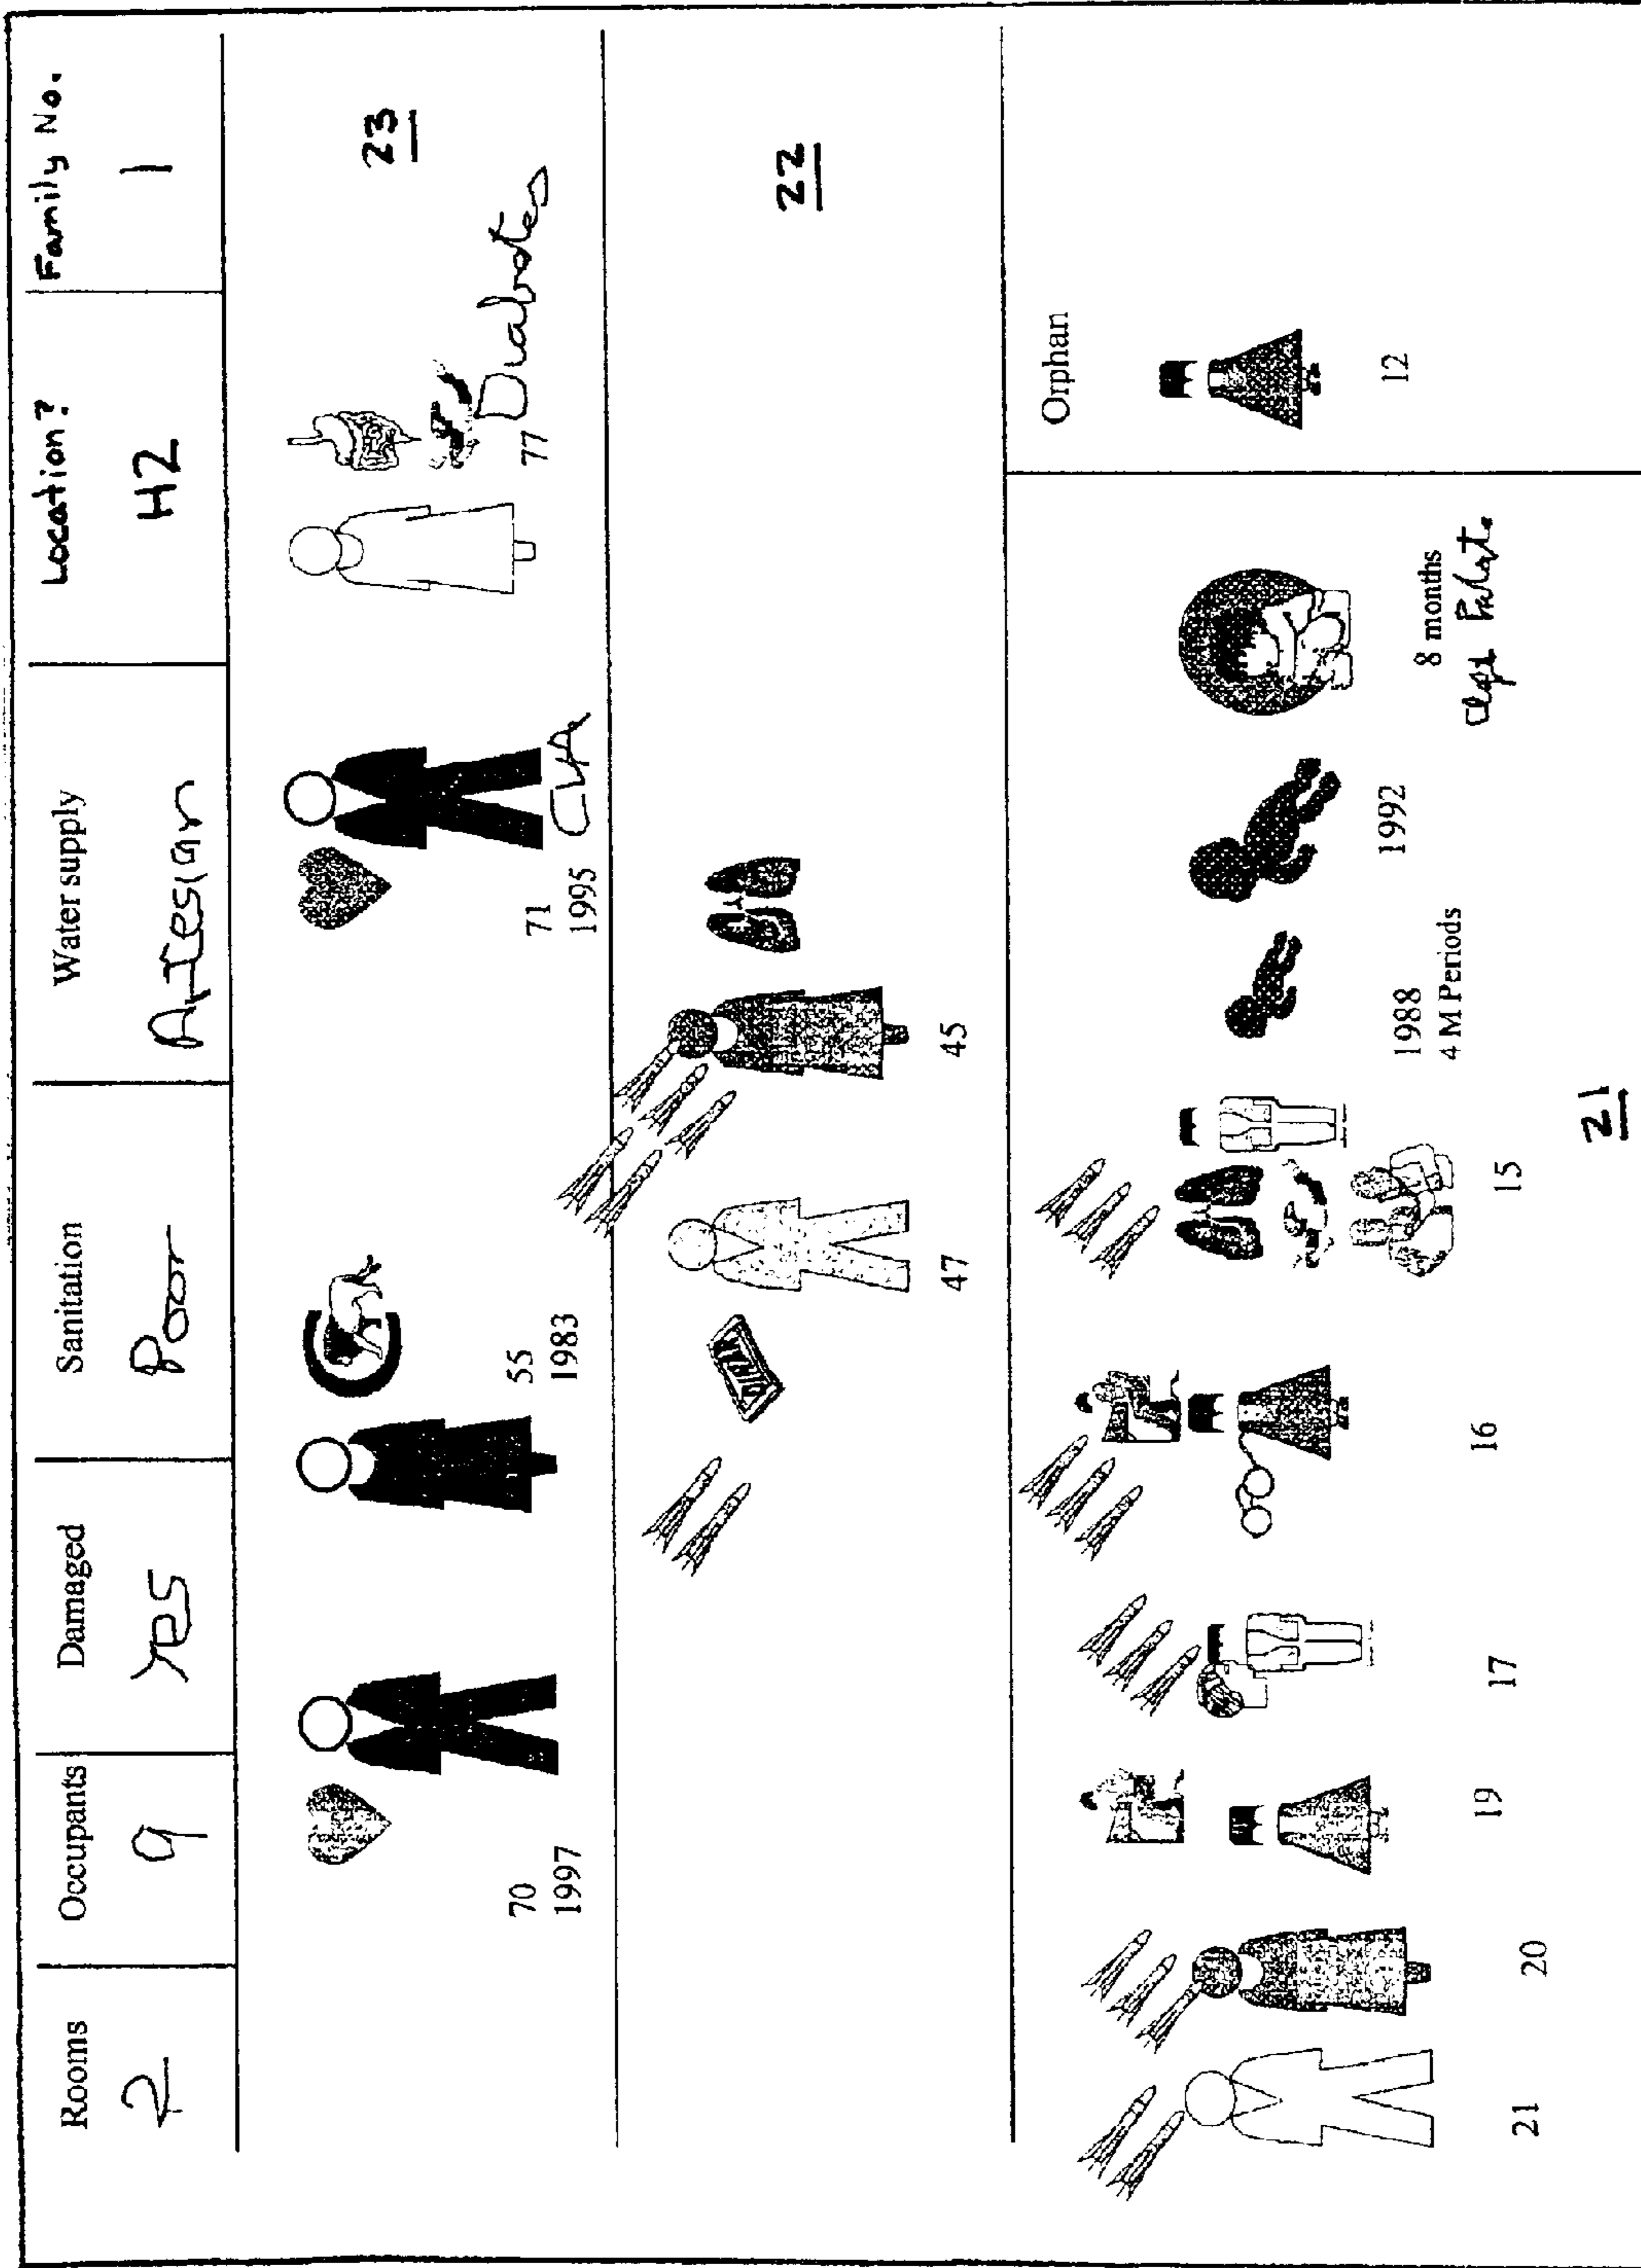 Rooms Occupants Damaged Sanitation Water supply Location? Family No.
2 9 Yes Poor Artesian H2 1
23
70
1997
55
1983
71
1995
CVA
77
Diabetes
22
DINAR
47
45
Orphan
21
20
19
17
16
15
1988
4 M Periods
1992
8 months
12
21